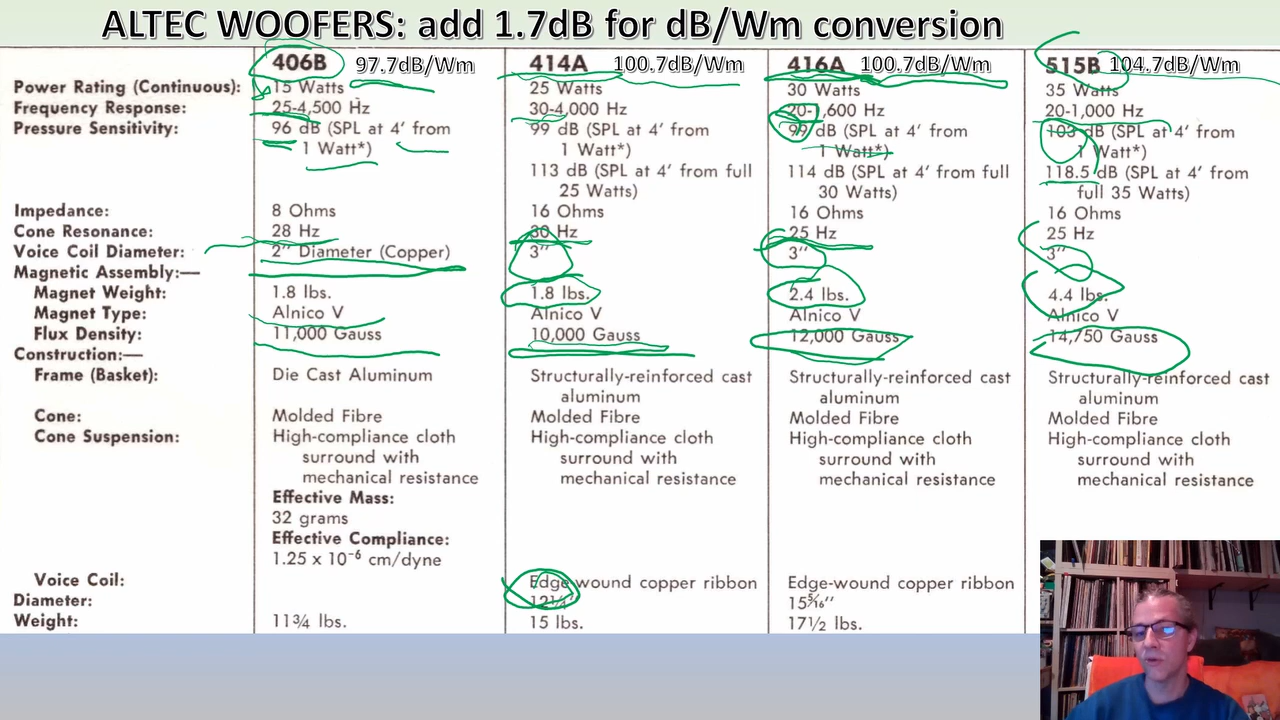 ALTEC WOOFERS: add 1.7dB for dB/Wm conversion
406B 97.7dB/Wm 414A 100.7dB/Wm 416A 100.7dB/Wm 515B 104.7dB/Wm
Power Rating (Continuous): 15 Watts 25 Watts 30 Watts 35 Watts
Frequency Response: 25-4,500 Hz 30-4,000 Hz 20-1,600 Hz 20-1,000 Hz
Pressure Sensitivity: 96 dB (SPL at 4' from 99 dB (SPL at 4' from 99 dB (SPL at 4' from 103 dB (SPL at 4' from
1 Watt*) 1 Watt*) 1 Watt*) 1 Watt*)
113 dB (SPL at 4' from full 114 dB (SPL at 4' from full 118.5 dB (SPL at 4' from
25 Watts) 30 Watts) full 35 Watts)
Impedance: 8 Ohms 16 Ohms 16 Ohms 16 Ohms
Cone Resonance: 28 Hz 30 Hz 25 Hz 25 Hz
Voice Coil Diameter: 2" Diameter (Copper) 3" 3" 3"
Magnetic Assembly:—
Magnet Weight: 1.8 lbs. 1.8 lbs. 2.4 lbs. 4.4 lbs.
Magnet Type: Alnico V Alnico V Alnico V Alnico V
Flux Density: 11,000 Gauss 10,000 Gauss 12,000 Gauss 14,750 Gauss
Construction:—
Frame (Basket): Die Cast Aluminum Structurally-reinforced cast Structurally-reinforced cast Structurally-reinforced cast
aluminum aluminum aluminum
Cone: Molded Fibre Molded Fibre Molded Fibre Molded Fibre
Cone Suspension: High-compliance cloth High-compliance cloth High-compliance cloth High-compliance cloth
surround with surround with surround with surround with
mechanical resistance mechanical resistance mechanical resistance mechanical resistance
Effective Mass:
32 grams
Effective Compliance:
1.25 x 10⁻⁶ cm/dyne
Voice Coil: Edge wound copper ribbon Edge-wound copper ribbon
Diameter: 12¼" 15 5/16"
Weight: 11¾ lbs. 15 lbs. 17½ lbs.